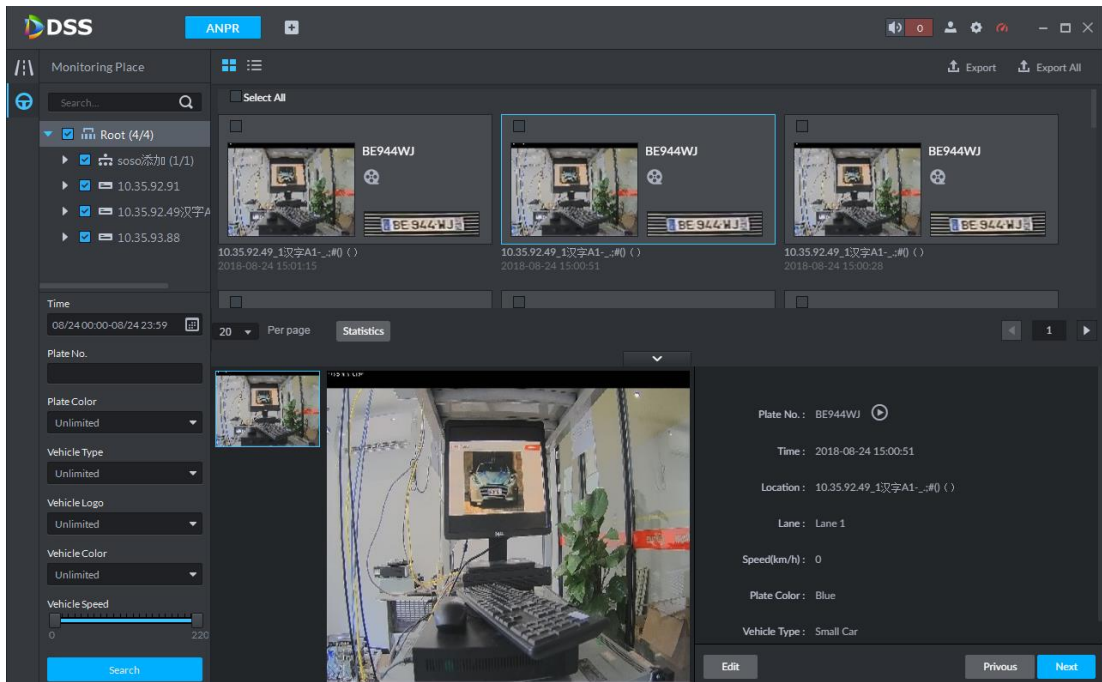 DSS
ANPR
0
Monitoring Place
Export
Export All
Search...
Select All
Root (4/4)
soso添加 (1/1)
10.35.92.91
10.35.92.49汉字A
10.35.93.88
BE944WJ
BE944WJ
BE944WJ
BE 944WJ
BE 944WJ
BE 944WJ
10.35.92.49_1汉字A1-_.;#() ( )
2018-08-24 15:01:15
10.35.92.49_1汉字A1-_.;#() ( )
2018-08-24 15:00:51
10.35.92.49_1汉字A1-_.;#() ( )
2018-08-24 15:00:28
Time
08/24 00:00-08/24 23:59
Plate No.
Plate Color
Unlimited
Vehicle Type
Unlimited
Vehicle Logo
Unlimited
Vehicle Color
Unlimited
Vehicle Speed
0
220
Search
20
Per page
Statistics
1
Plate No. : BE944WJ
Time : 2018-08-24 15:00:51
Location : 10.35.92.49_1汉字A1-_.;#() ( )
Lane : Lane 1
Speed(km/h) : 0
Plate Color : Blue
Vehicle Type : Small Car
Edit
Privous
Next